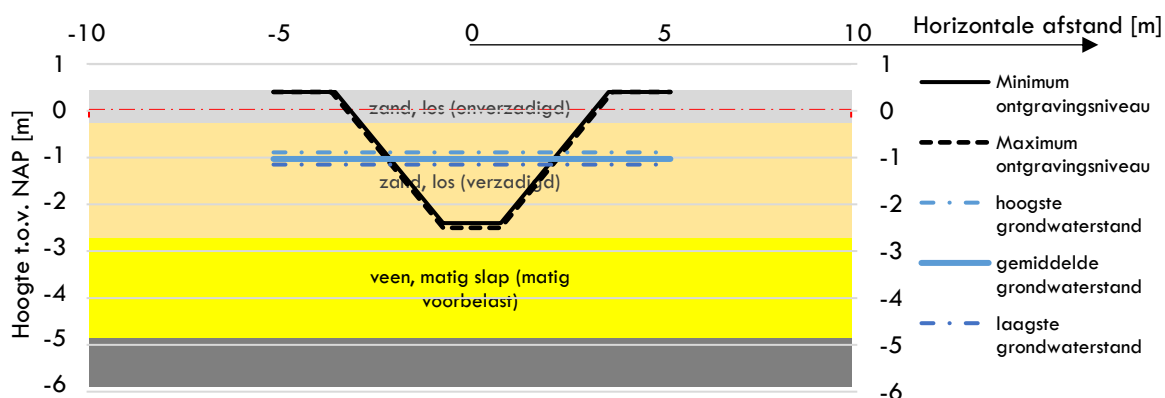 -10 -5 0 5 10 Horizontale afstand [m]
Hoogte t.o.v. NAP [m]
1
0
-1
-2
-3
-4
-5
-6
zand, los (onverzadigd)
zand, los (verzadigd)
veen, matig slap (matig
voorbelast)
1
0
-1
-2
-3
-4
-5
-6
Minimum
ontgravingsniveau
Maximum
ontgravingsniveau
hoogste
grondwaterstand
gemiddelde
grondwaterstand
laagste
grondwaterstand